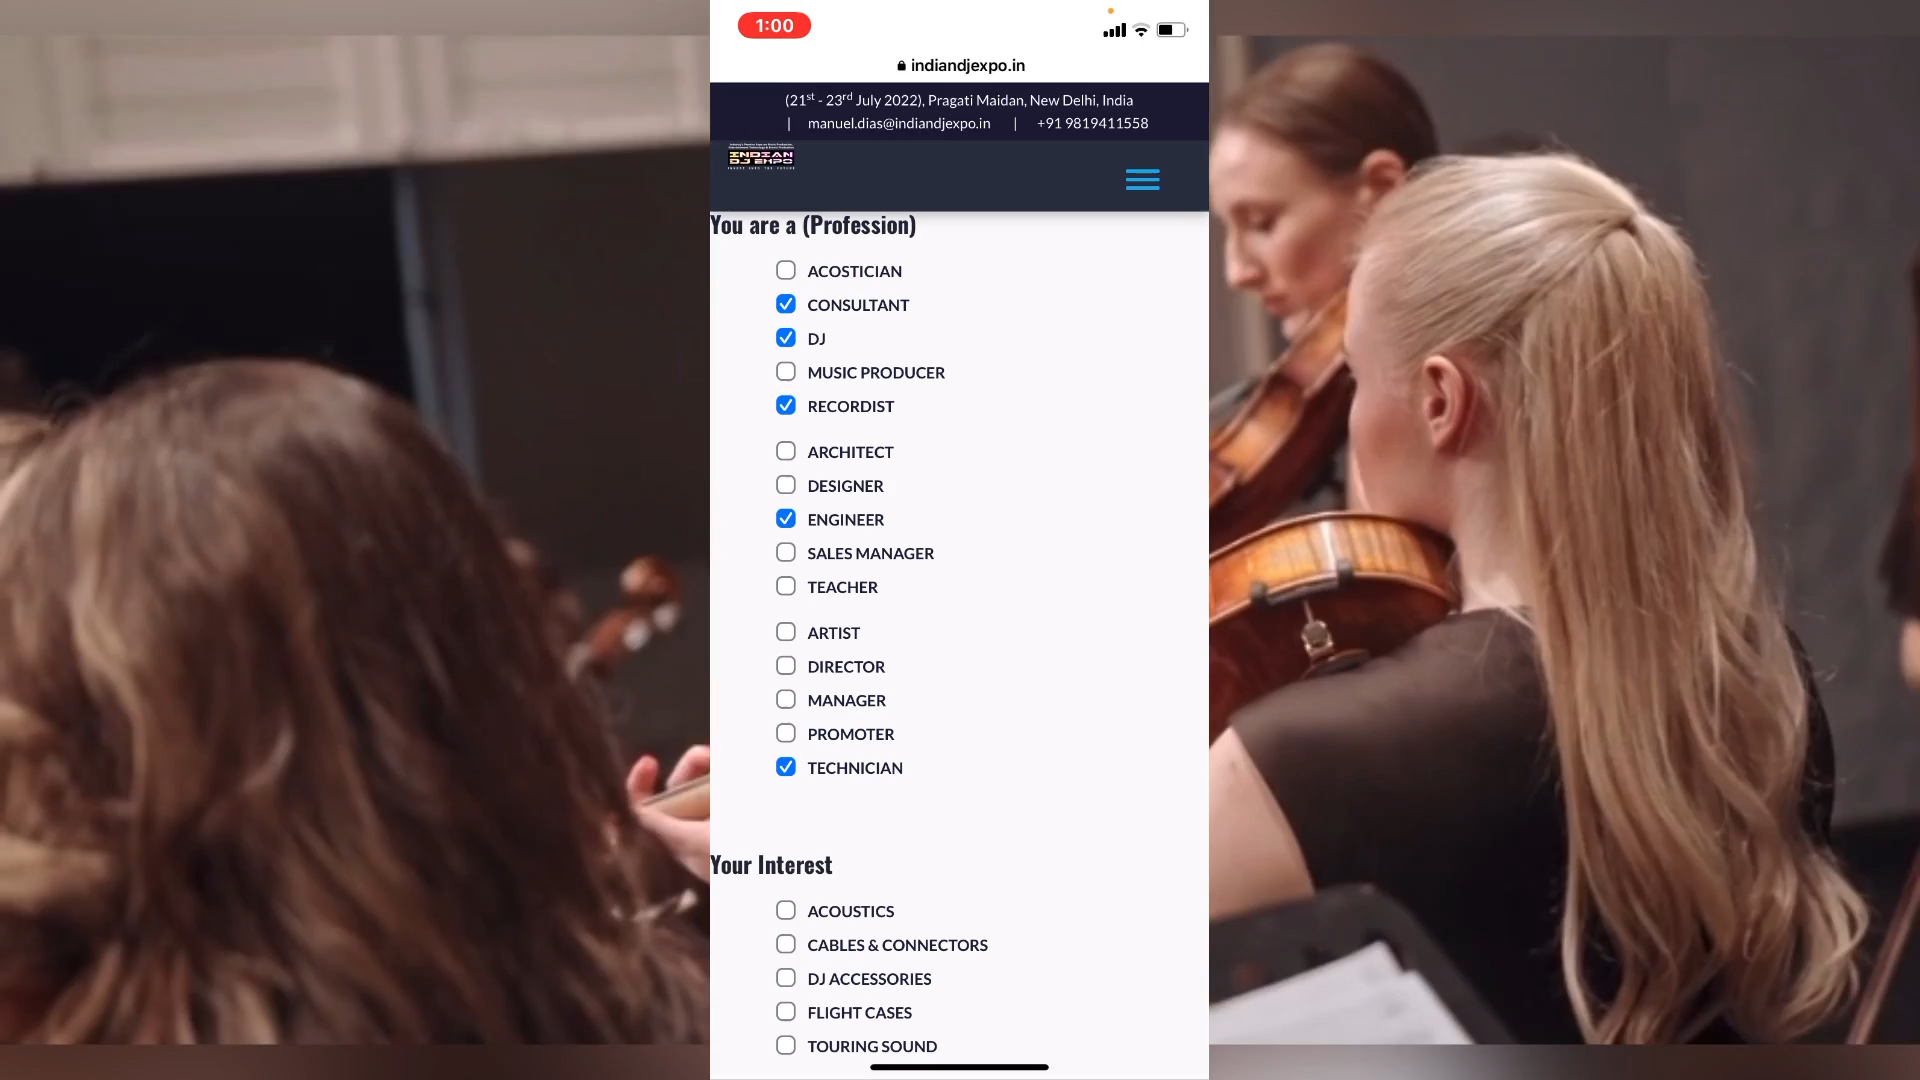 1:00
indiandjexpo.in
(21st - 23rd July 2022), Pragati Maidan, New Delhi, India
| manuel.dias@indiandjexpo.in | +91 9819411558
INDIAN
DJ EXPO
You are a (Profession)
ACOSTICIAN
CONSULTANT
DJ
MUSIC PRODUCER
RECORDIST
ARCHITECT
DESIGNER
ENGINEER
SALES MANAGER
TEACHER
ARTIST
DIRECTOR
MANAGER
PROMOTER
TECHNICIAN
Your Interest
ACOUSTICS
CABLES & CONNECTORS
DJ ACCESSORIES
FLIGHT CASES
TOURING SOUND